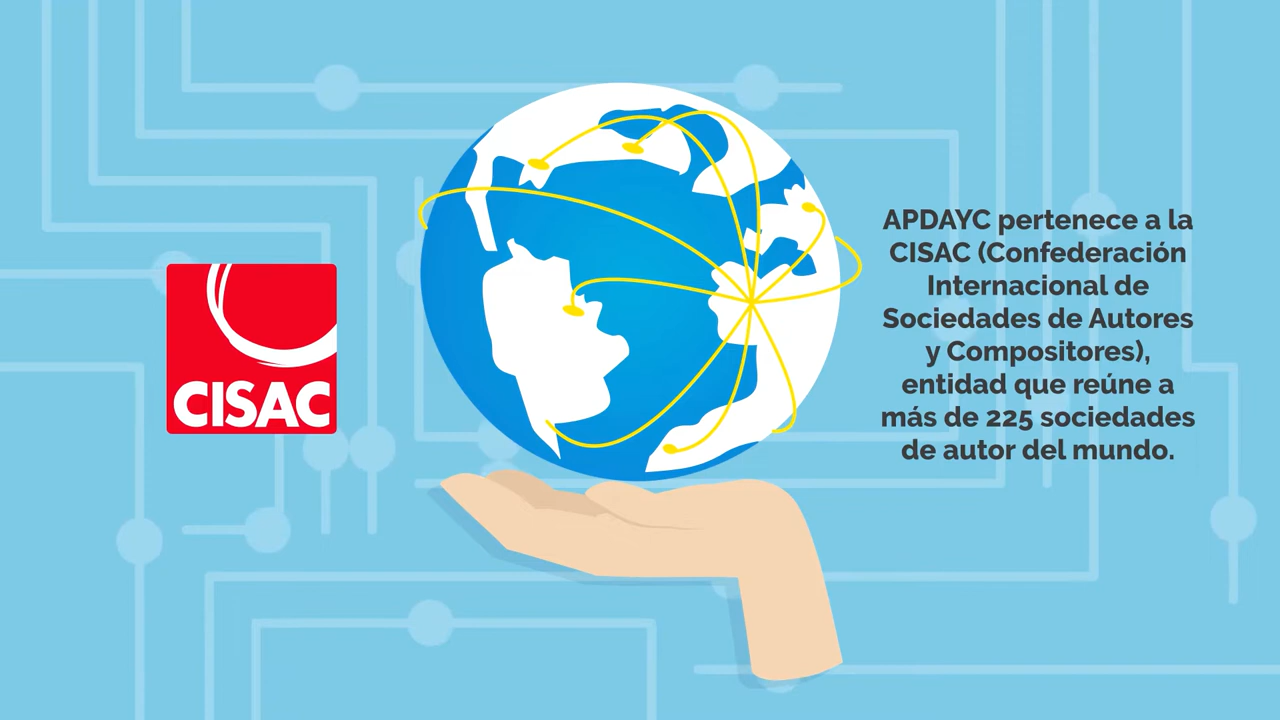 CISAC
APDAYC pertenece a la
CISAC (Confederación
Internacional de
Sociedades de Autores
y Compositores),
entidad que reúne a
más de 225 sociedades
de autor del mundo.